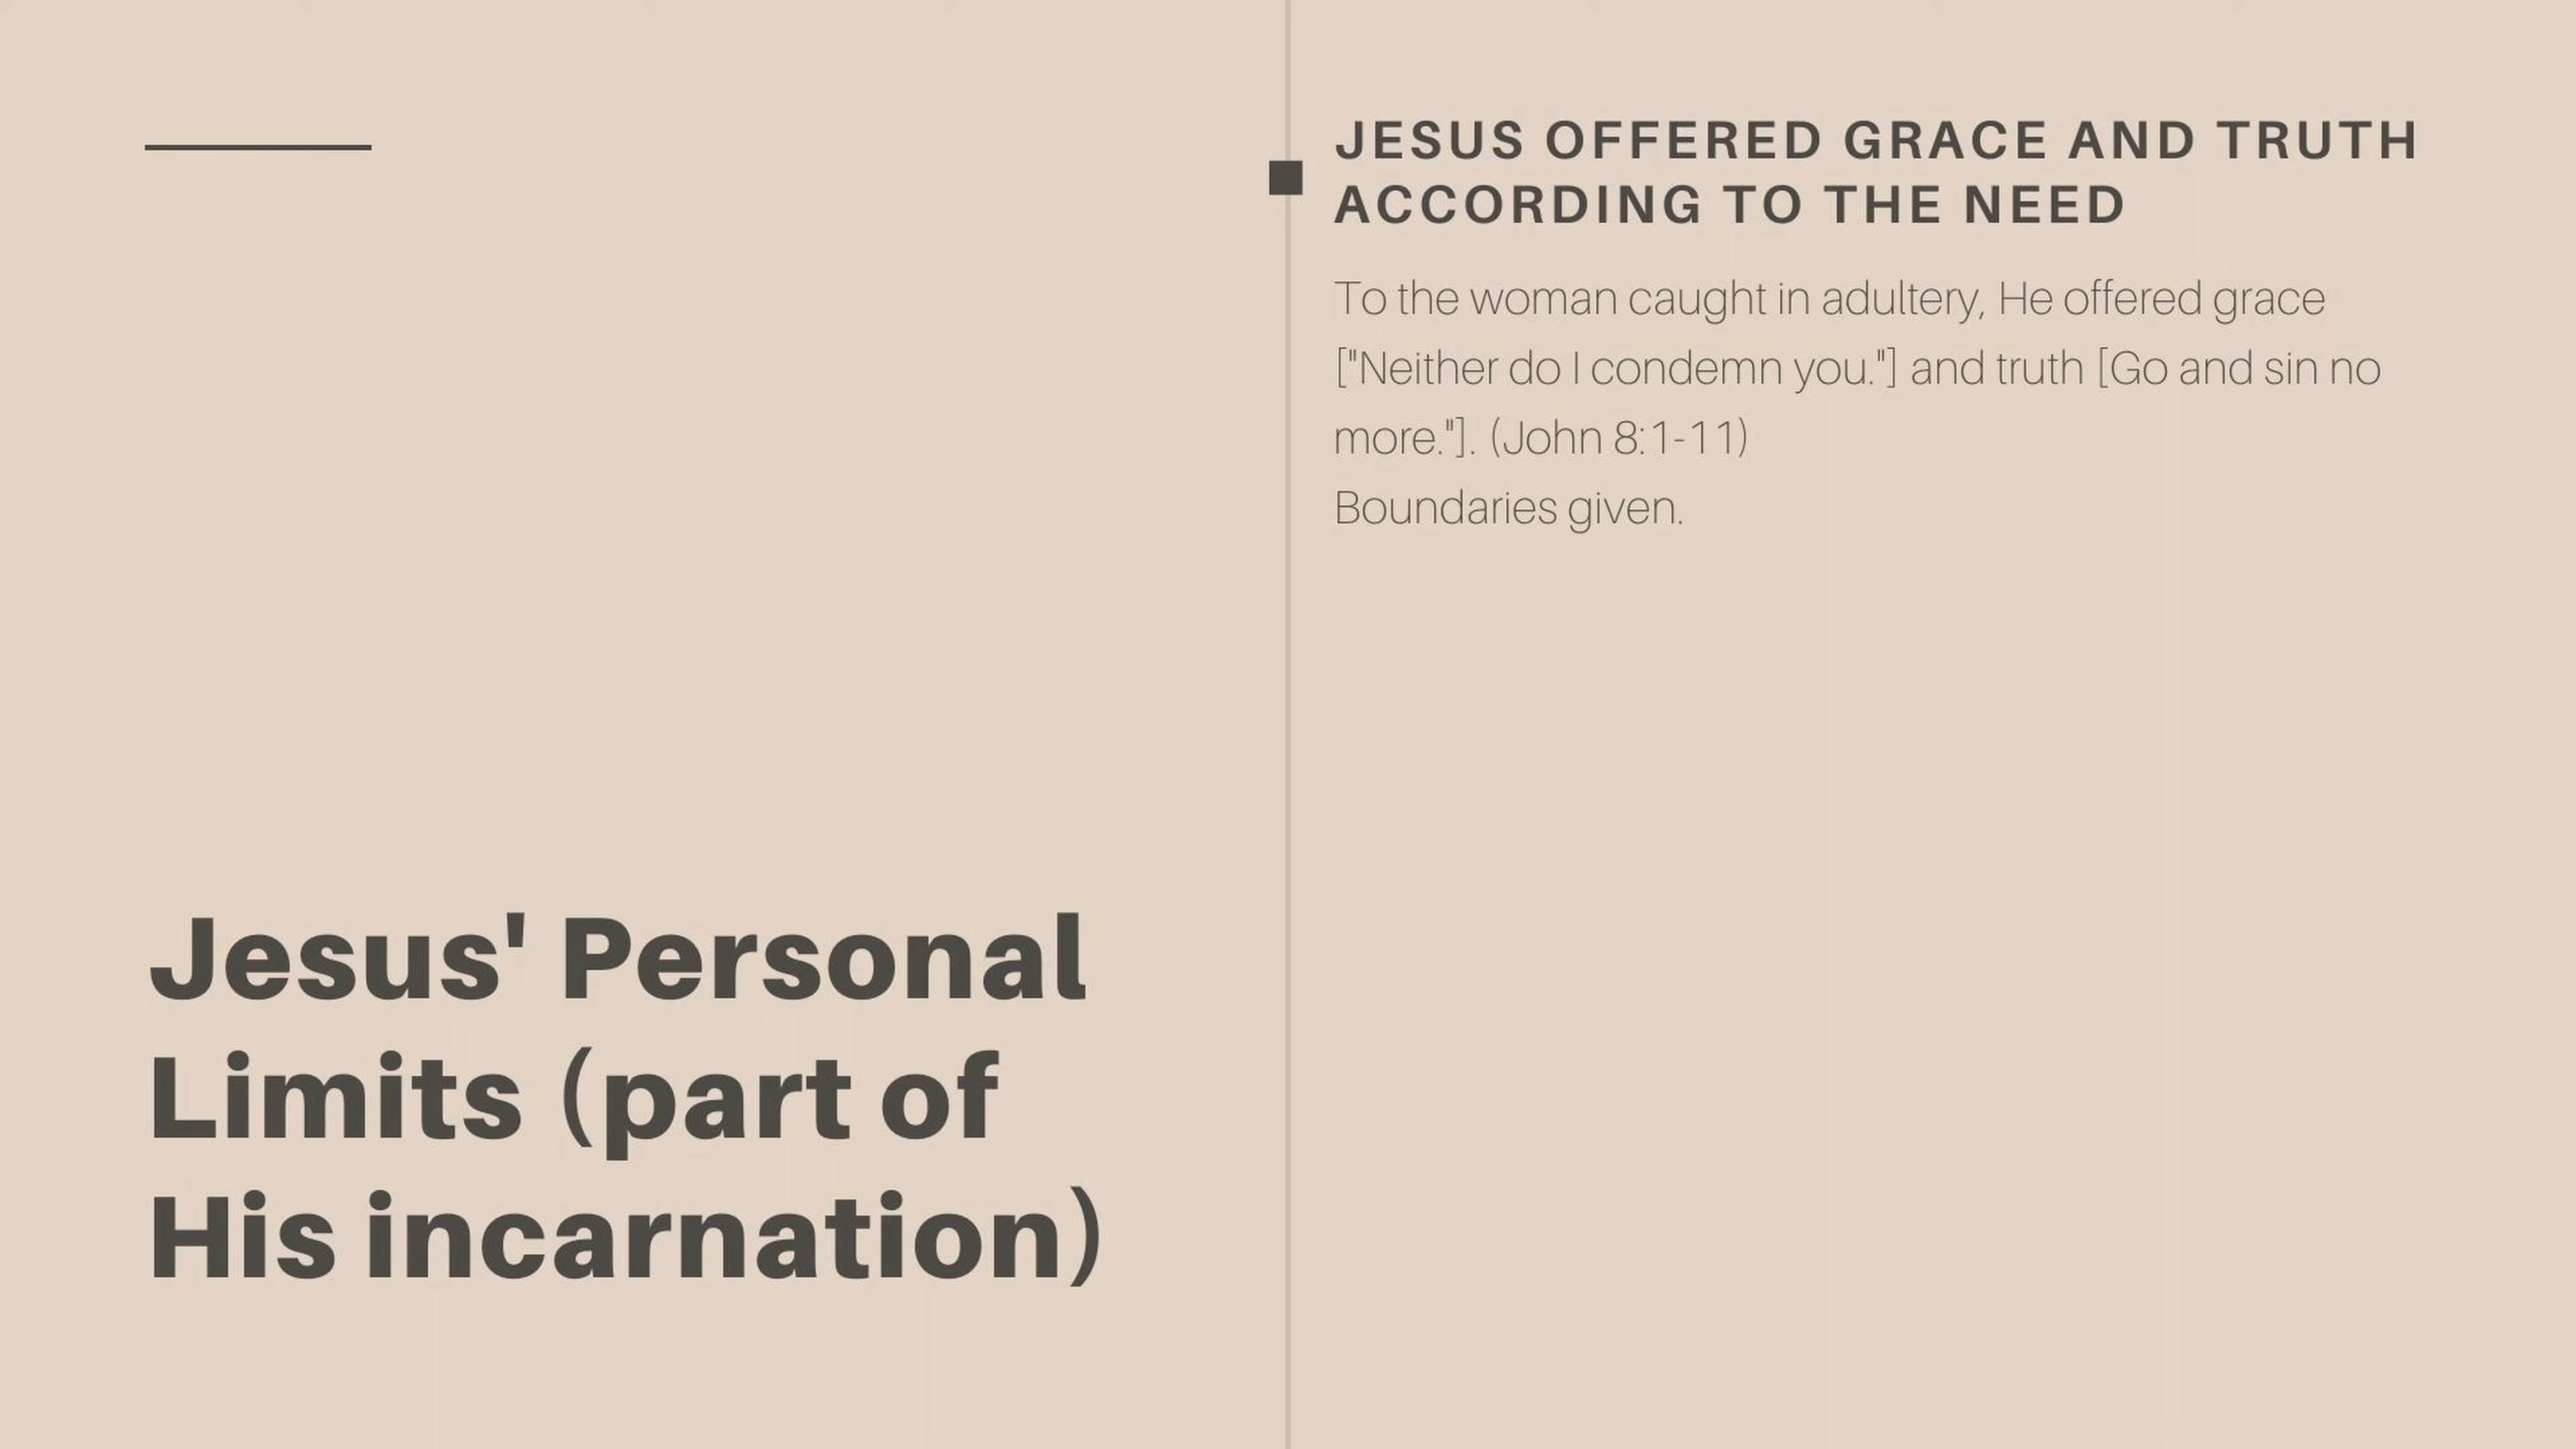 JESUS OFFERED GRACE AND TRUTH
ACCORDING TO THE NEED
To the woman caught in adultery, He offered grace
["Neither do I condemn you."] and truth [Go and sin no
more."]. (John 8:1-11)
Boundaries given.
Jesus' Personal
Limits (part of
His incarnation)